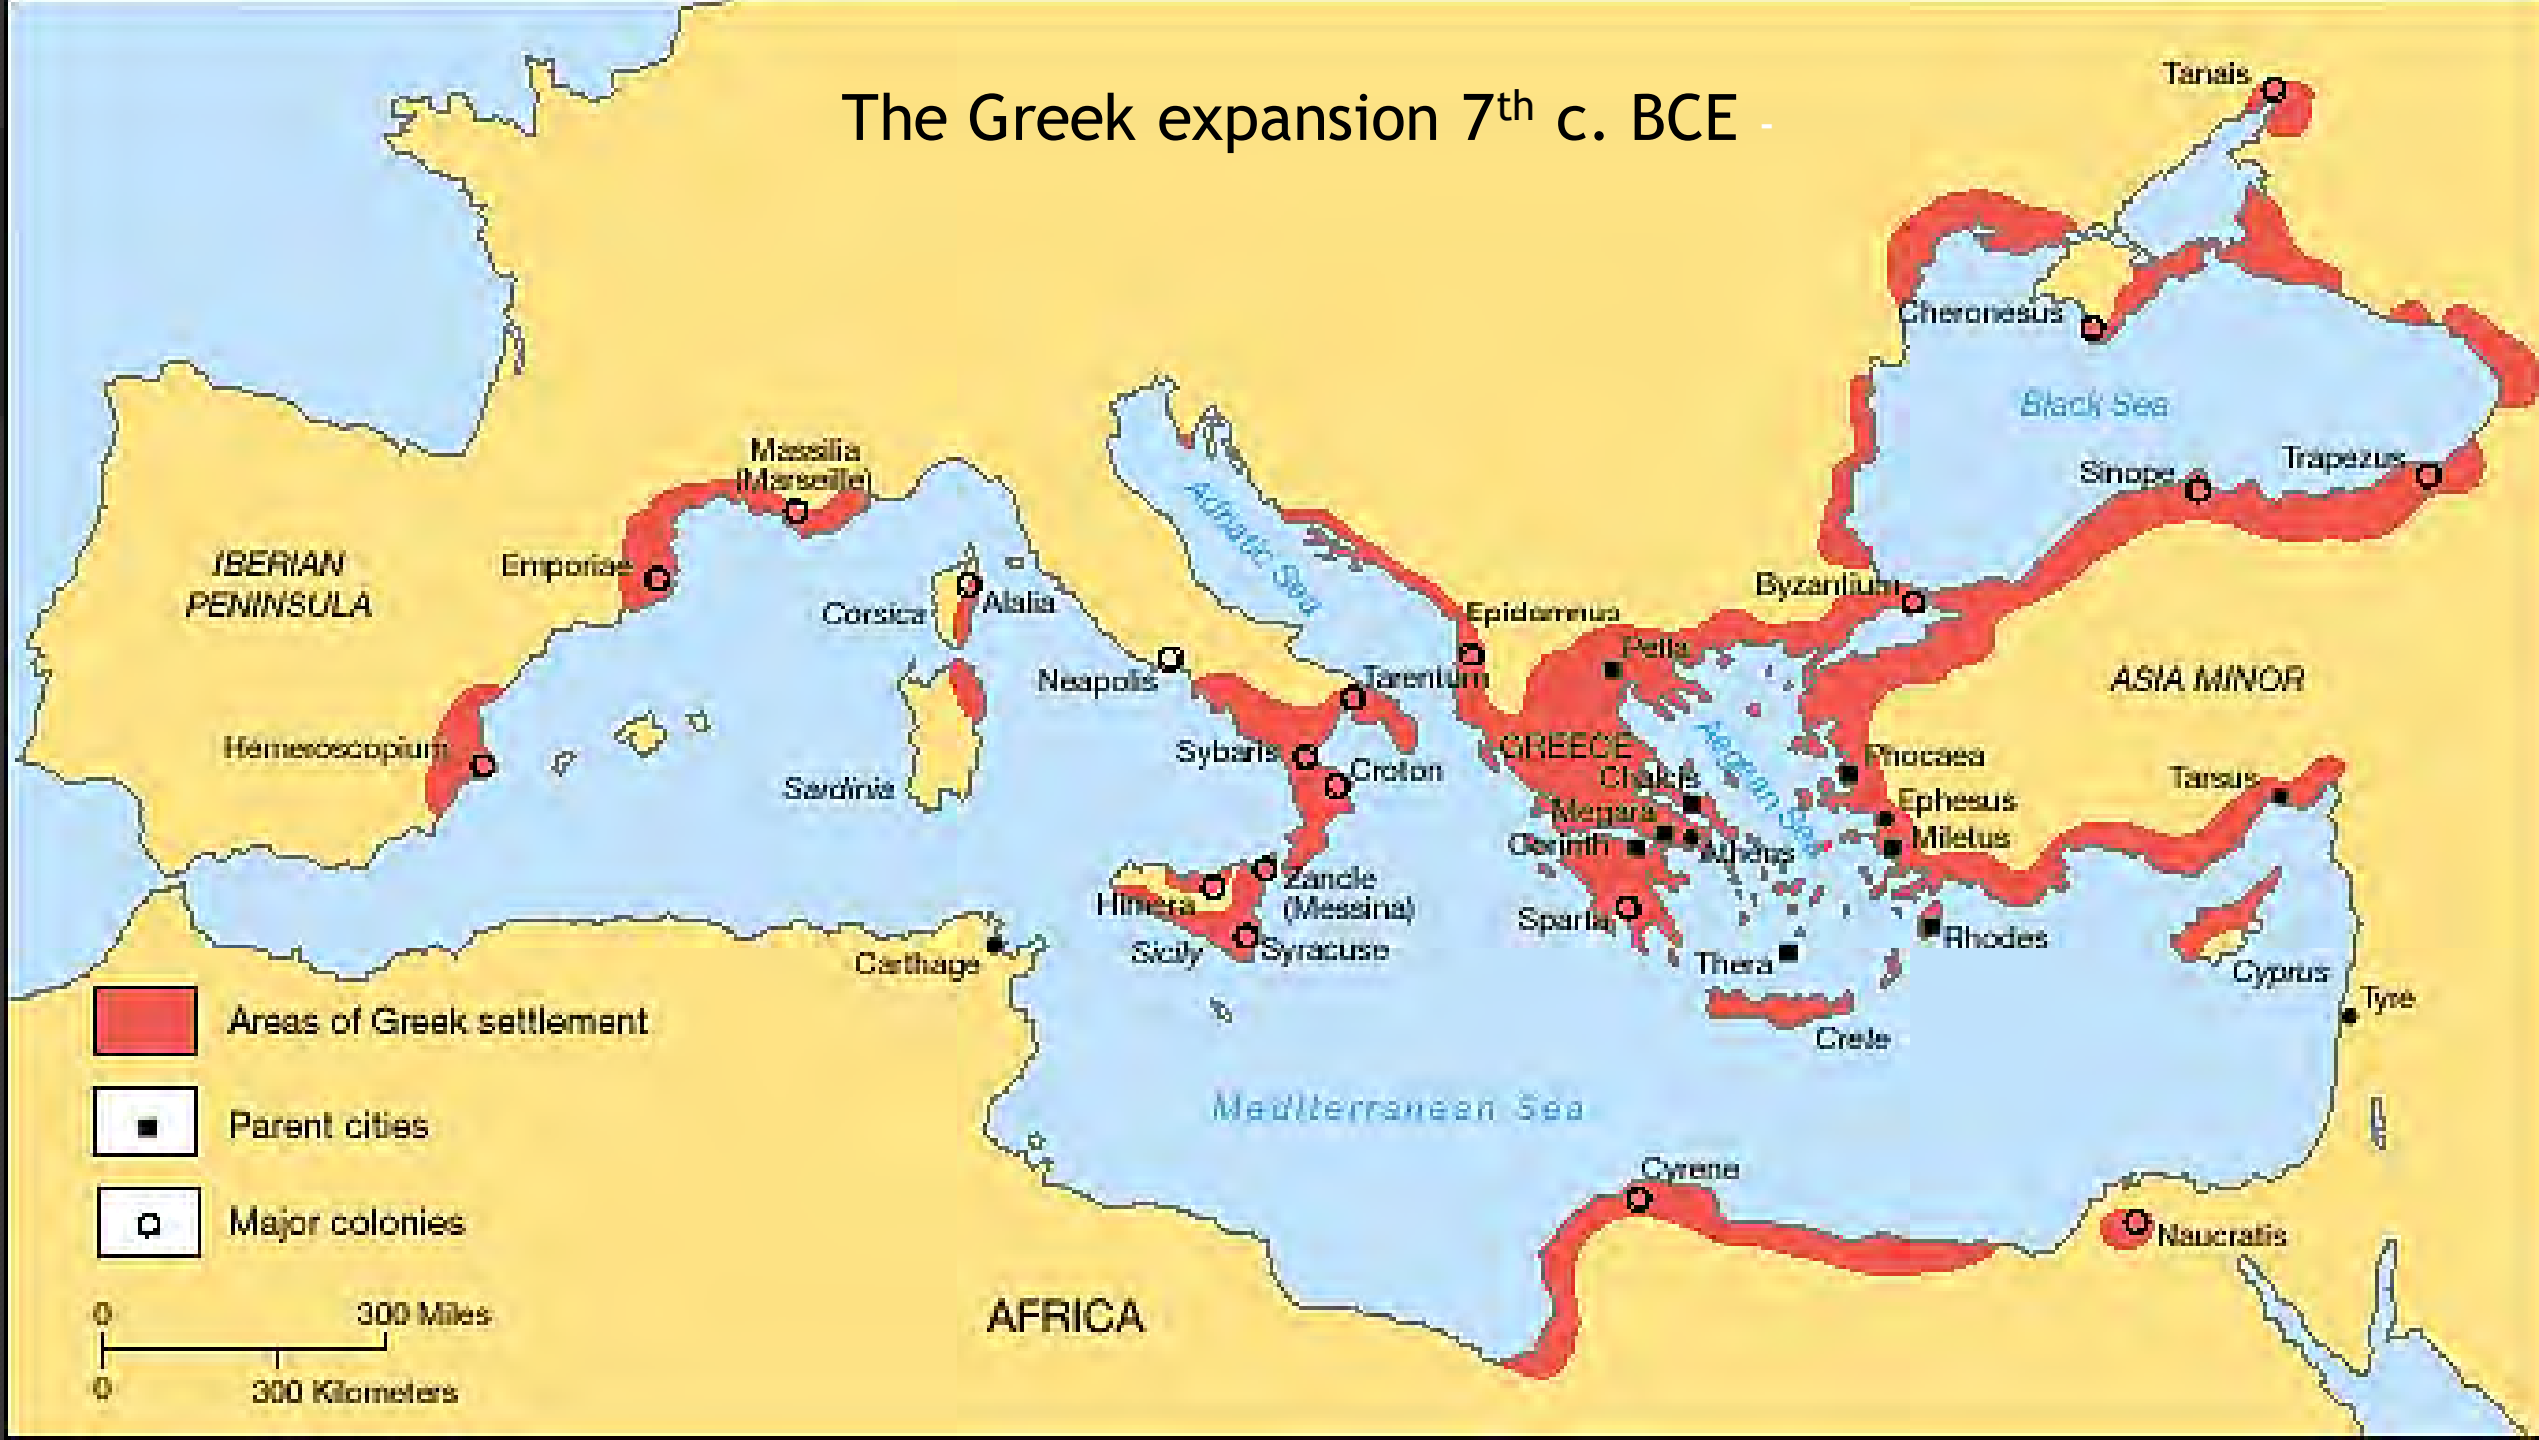 The Greek expansion 7th c. BCE -
Tanais
Cheronesus
Black Sea
Massilia
(Marseille)
Sinope
Trapezus
Adriatic Sea
IBERIAN
PENINSULA
Emporiae
Corsica
Alalia
Byzantium
Epidamnus
Pella
Neapolis
Tarentum
ASIA MINOR
Hemeroscopium
Sardinia
Sybaris
Croton
GREECE
Aegean Sea
Phocaea
Tarsus
Chalcis
Megara
Ephesus
Corinth
Athens
Miletus
Himera
Zancle
(Messina)
Sparta
Sicily
Syracuse
Carthage
Thera
Rhodes
Cyprus
Tyre
Crete
Areas of Greek settlement
Mediterranean Sea
Parent cities
Cyrene
Major colonies
Naucratis
AFRICA
0 300 Miles
0 300 Kilometers